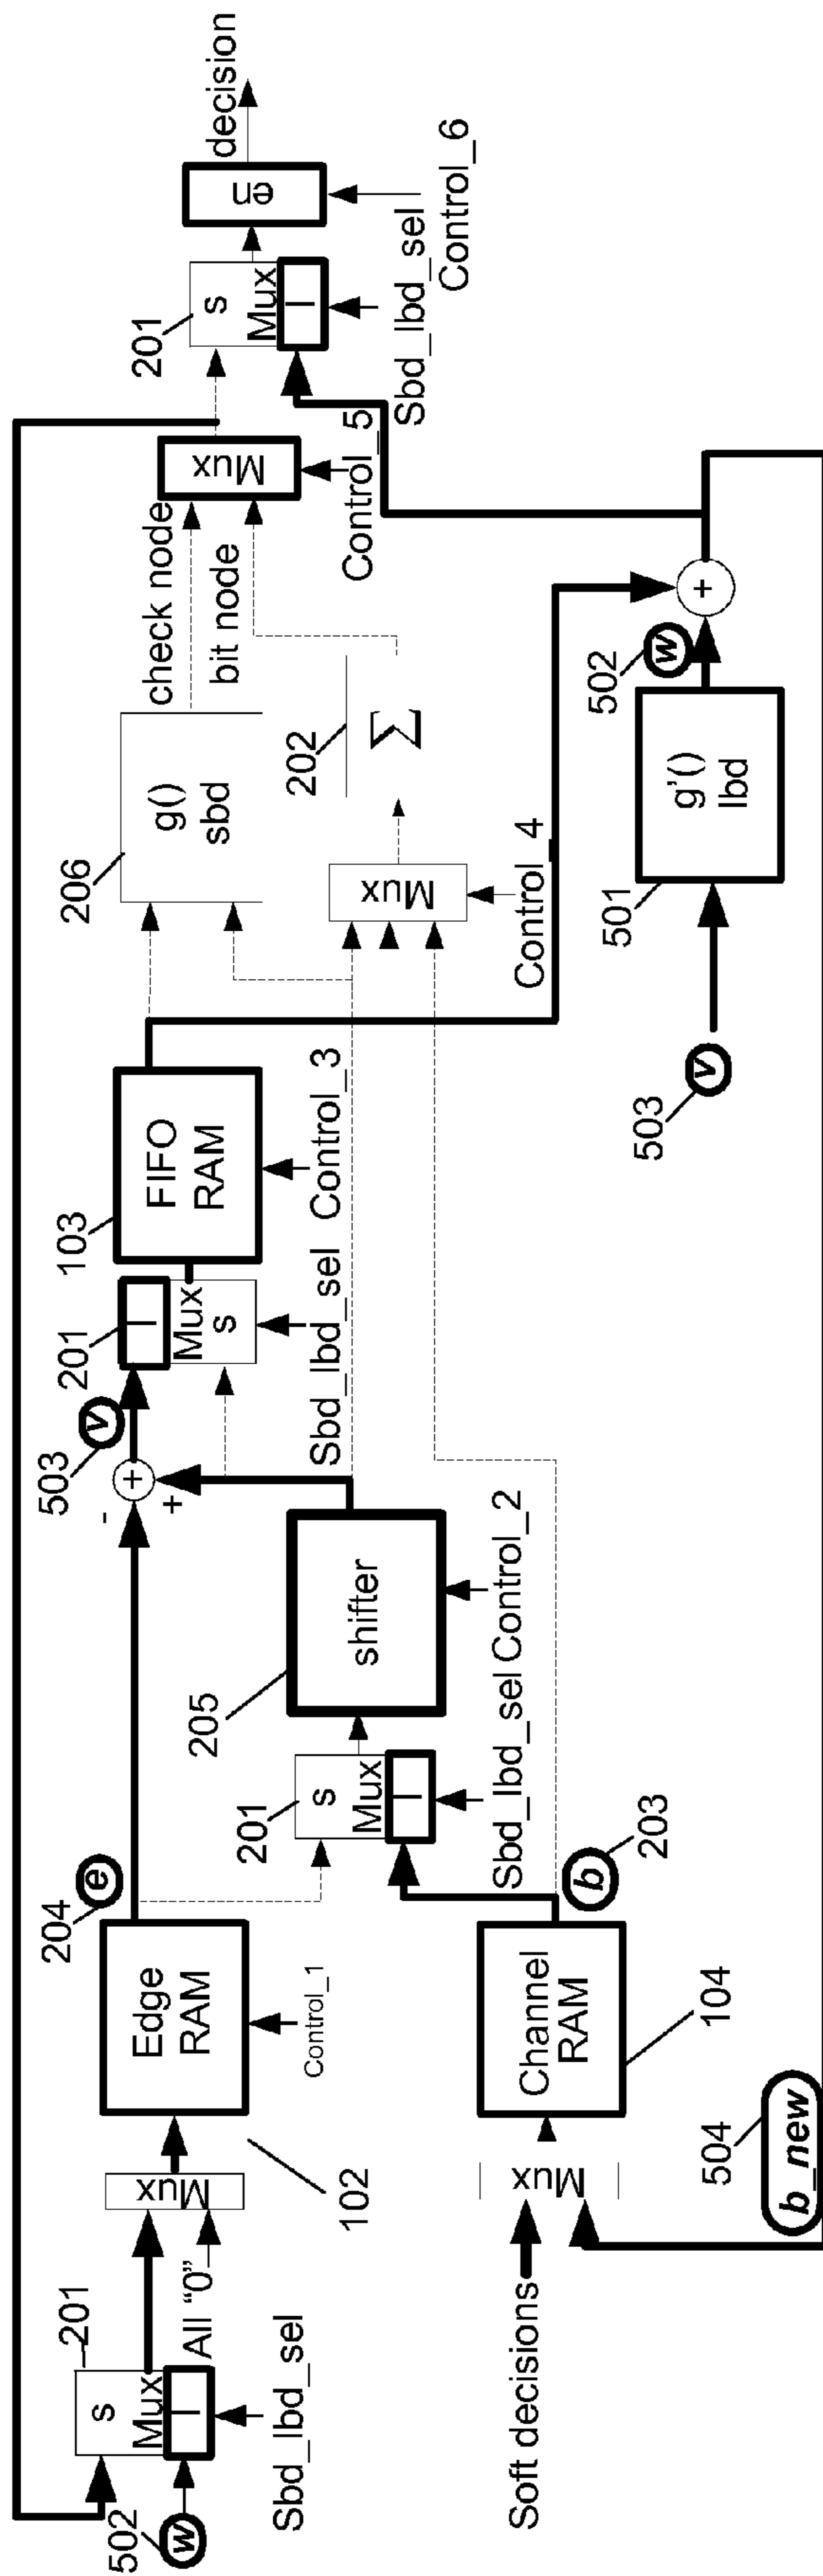 201
s
Mux
l
502
w
All “0”
Sbd_lbd_sel
Mux
102
Edge
RAM
Control_1
204
e
Soft decisions
Mux
504
b_new
Channel
RAM
104
b
203
201
s
Mux
l
Sbd_lbd_sel
205
shifter
Control_2
-
+
+
503
v
201
l
Mux
s
Sbd_lbd_sel
103
FIFO
RAM
Control_3
206
g()
sbd
check node
bit node
202
Σ
Mux
Control_4
503
v
501
g’()
lbd
502
w
+
Mux
Control_5
201
s
Mux
l
Sbd_lbd_sel
en
Control_6
decision